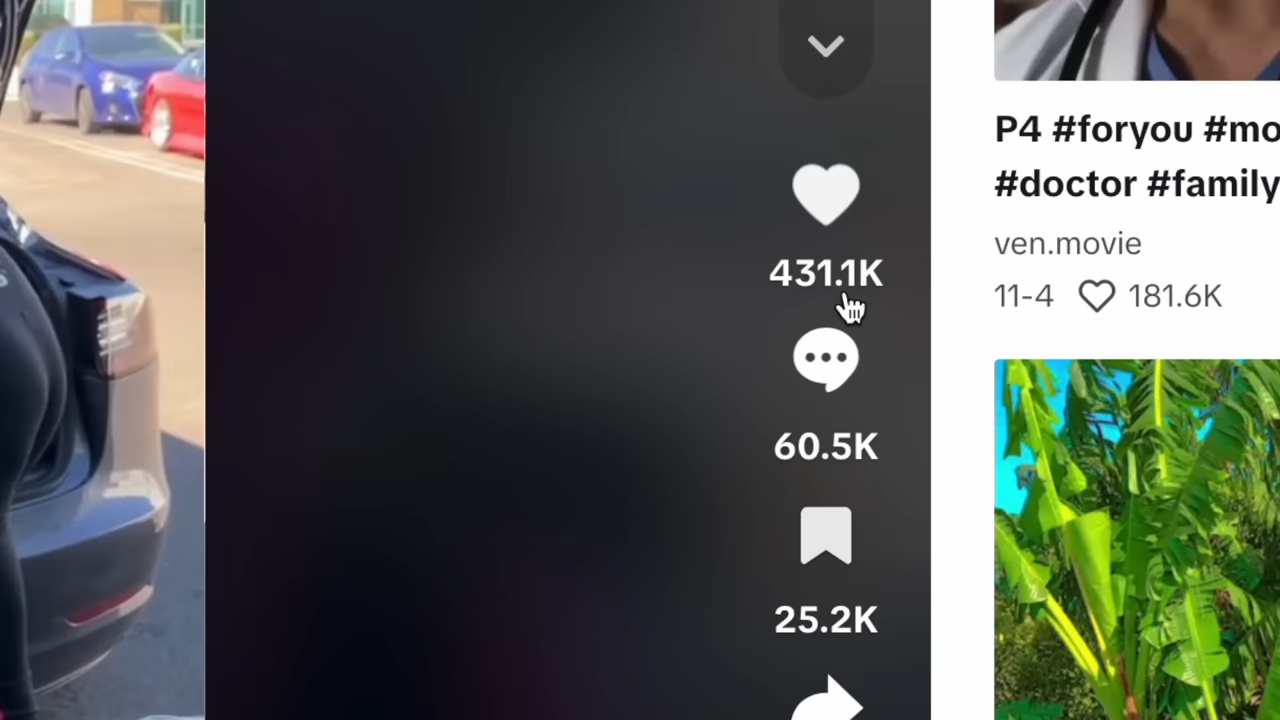 431.1K
60.5K
25.2K
P4 #foryou #mo
#doctor #family
ven.movie
11-4 181.6K